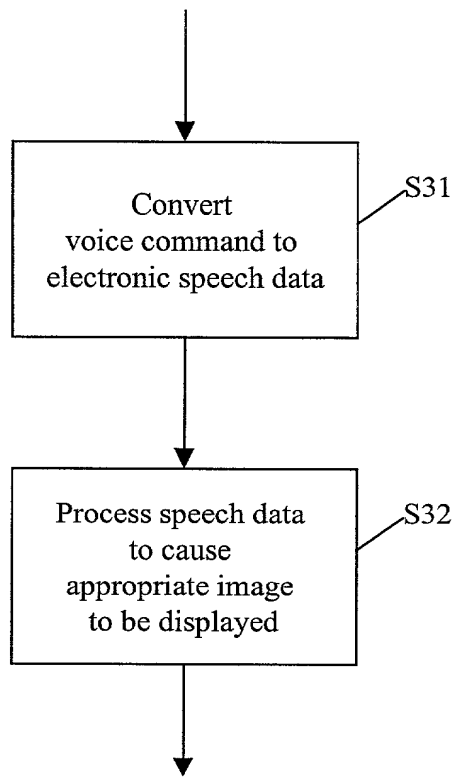 Convert
voice command to
electronic speech data
S31
Process speech data
to cause
appropriate image
to be displayed
S32